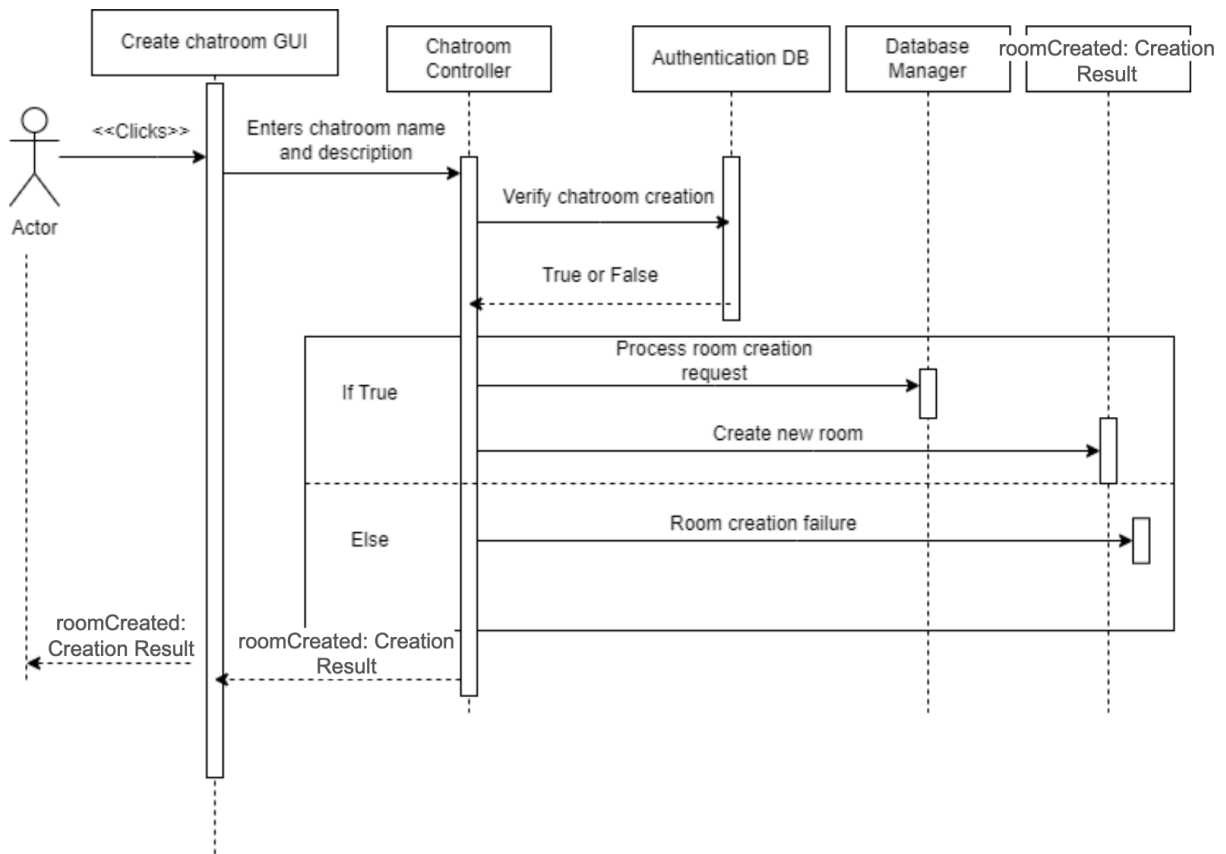 Create chatroom GUI
Chatroom
Controller
Authentication DB
Database
Manager
roomCreated: Creation
Result
<<Clicks>>
Enters chatroom name
and description
Actor
Verify chatroom creation
True or False
Process room creation
request
If True
Create new room
Room creation failure
Else
roomCreated:
Creation Result
roomCreated: Creation
Result